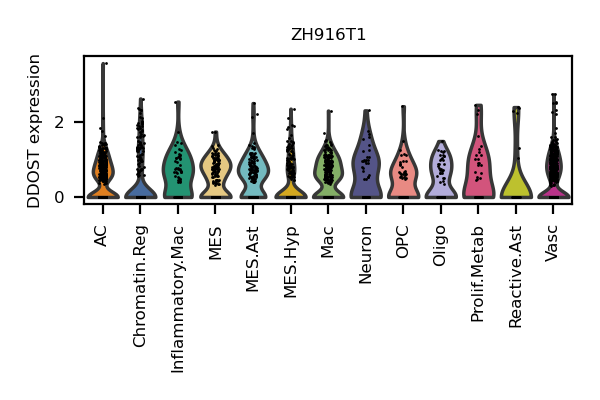 ZH916T1
DDOST expression
2
0
AC
Chromatin.Reg
Inflammatory.Mac
MES
MES.Ast
MES.Hyp
Mac
Neuron
OPC
Oligo
Prolif.Metab
Reactive.Ast
Vasc